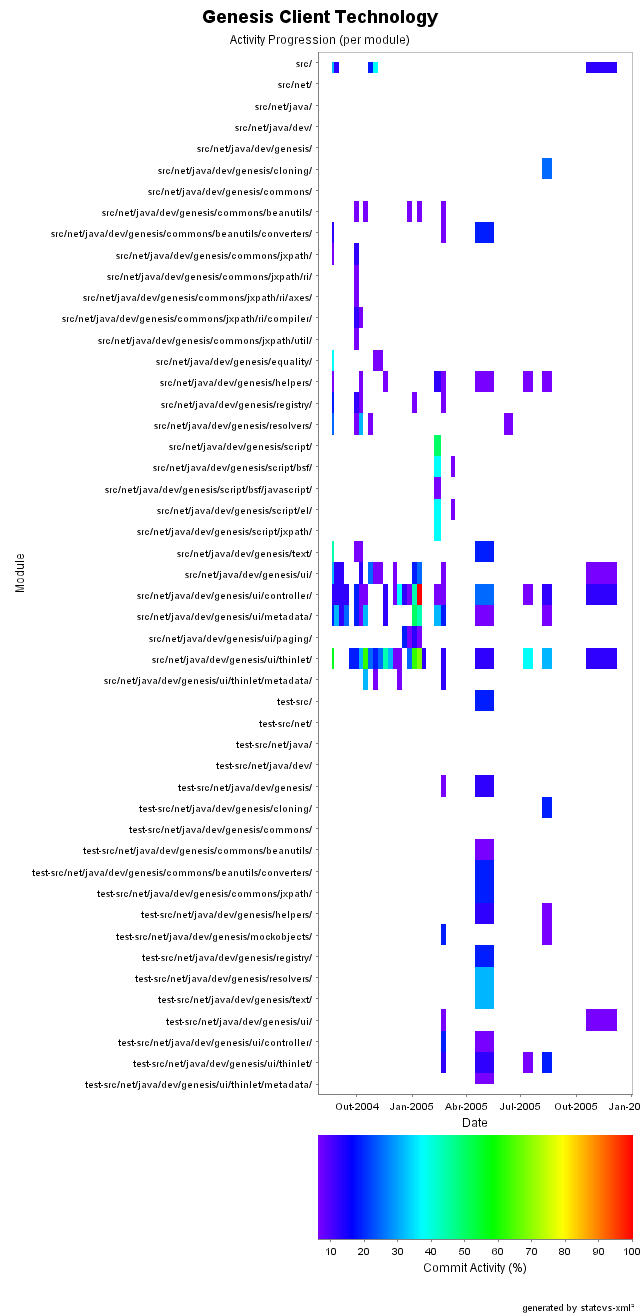 Genesis Client Technology
Activity Progression (per module)
src/
src/net/
src/net/java/
src/net/java/dev/
src/net/java/dev/genesis/
src/net/java/dev/genesis/cloning/
src/net/java/dev/genesis/commons/
src/net/java/dev/genesis/commons/beanutils/
src/net/java/dev/genesis/commons/beanutils/converters/
src/net/java/dev/genesis/commons/jxpath/
src/net/java/dev/genesis/commons/jxpath/ri/
src/net/java/dev/genesis/commons/jxpath/ri/axes/
src/net/java/dev/genesis/commons/jxpath/ri/compiler/
src/net/java/dev/genesis/commons/jxpath/util/
src/net/java/dev/genesis/equality/
src/net/java/dev/genesis/helpers/
src/net/java/dev/genesis/registry/
src/net/java/dev/genesis/resolvers/
src/net/java/dev/genesis/script/
src/net/java/dev/genesis/script/bsf/
src/net/java/dev/genesis/script/bsf/javascript/
src/net/java/dev/genesis/script/el/
src/net/java/dev/genesis/script/jxpath/
src/net/java/dev/genesis/text/
src/net/java/dev/genesis/ui/
src/net/java/dev/genesis/ui/controller/
src/net/java/dev/genesis/ui/metadata/
src/net/java/dev/genesis/ui/paging/
src/net/java/dev/genesis/ui/thinlet/
src/net/java/dev/genesis/ui/thinlet/metadata/
test-src/
test-src/net/
test-src/net/java/
test-src/net/java/dev/
test-src/net/java/dev/genesis/
test-src/net/java/dev/genesis/cloning/
test-src/net/java/dev/genesis/commons/
test-src/net/java/dev/genesis/commons/beanutils/
test-src/net/java/dev/genesis/commons/beanutils/converters/
test-src/net/java/dev/genesis/commons/jxpath/
test-src/net/java/dev/genesis/helpers/
test-src/net/java/dev/genesis/mockobjects/
test-src/net/java/dev/genesis/registry/
test-src/net/java/dev/genesis/resolvers/
test-src/net/java/dev/genesis/text/
test-src/net/java/dev/genesis/ui/
test-src/net/java/dev/genesis/ui/controller/
test-src/net/java/dev/genesis/ui/thinlet/
test-src/net/java/dev/genesis/ui/thinlet/metadata/
Module
Out-2004 Jan-2005 Abr-2005 Jul-2005 Out-2005 Jan-20
Date
10 20 30 40 50 60 70 80 90 100
Commit Activity (%)
generated by statcvs-xml²